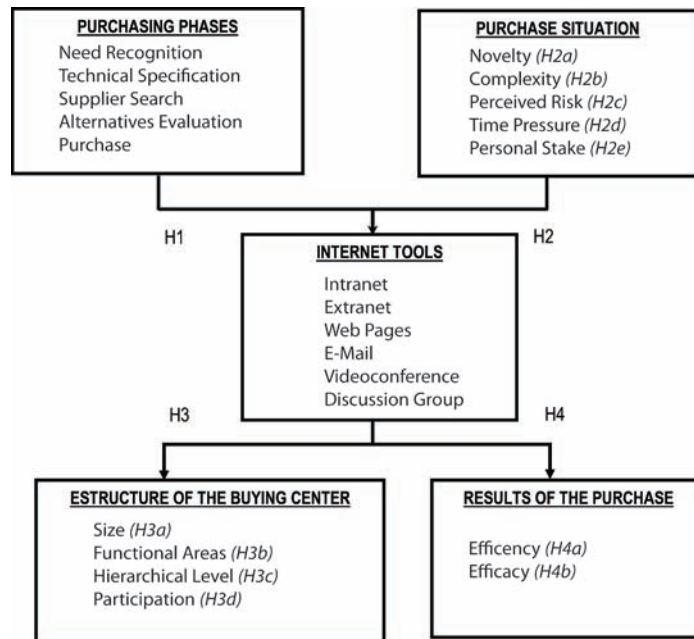 PURCHASING PHASES
Need Recognition
Technical Specification
Supplier Search
Alternatives Evaluation
Purchase
PURCHASE SITUATION
Novelty (H2a)
Complexity (H2b)
Perceived Risk (H2c)
Time Pressure (H2d)
Personal Stake (H2e)
H1
H2
INTERNET TOOLS
Intranet
Extranet
Web Pages
E-Mail
Videoconference
Discussion Group
H3
H4
ESTRUCTURE OF THE BUYING CENTER
Size (H3a)
Functional Areas (H3b)
Hierarchical Level (H3c)
Participation (H3d)
RESULTS OF THE PURCHASE
Efficency (H4a)
Efficacy (H4b)